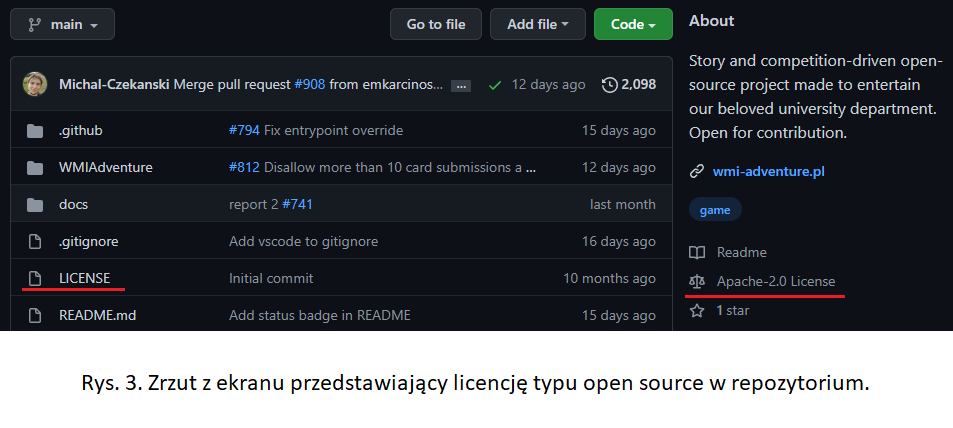 main
Go to file
Add file
Code
Michal-Czekanski Merge pull request #908 from emkarcinos... ... 12 days ago 2,098
.github #794 Fix entrypoint override 15 days ago
WMIAdventure #812 Disallow more than 10 card submissions a ... 12 days ago
docs report 2 #741 last month
.gitignore Add vscode to gitignore 16 days ago
LICENSE Initial commit 10 months ago
README.md Add status badge in README 15 days ago
About
Story and competition-driven open-
source project made to entertain
our beloved university department.
Open for contribution.
wmi-adventure.pl
game
Readme
Apache-2.0 License
1 star
Rys. 3. Zrzut z ekranu przedstawiający licencję typu open source w repozytorium.